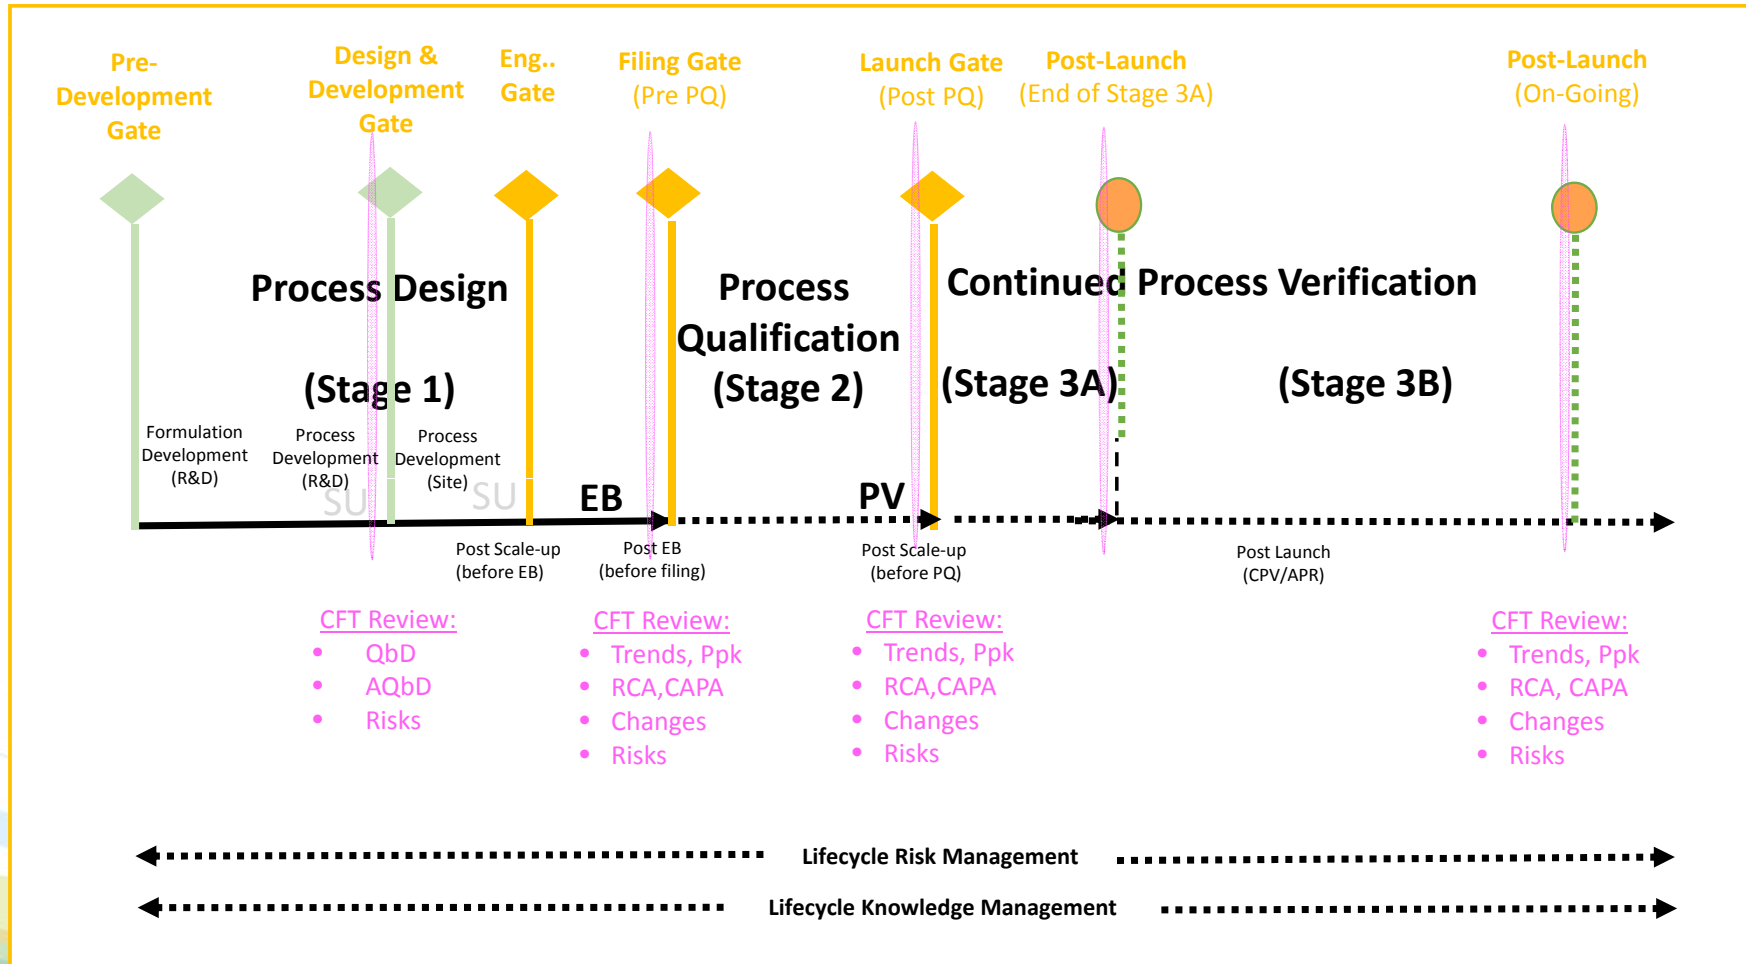 Pre-
Development
Gate
Design &
Development
Gate
Eng..
Gate
Filing Gate
(Pre PQ)
Launch Gate
(Post PQ)
Post-Launch
(End of Stage 3A)
Post-Launch
(On-Going)
Process Design
(Stage 1)
Process
Qualification
(Stage 2)
Continued Process Verification
(Stage 3A)
(Stage 3B)
Formulation
Development
(R&D)
Process
Development
(R&D)
Process
Development
(Site)
SU
SU
EB
PV
Post Scale-up
(before EB)
Post EB
(before filing)
Post Scale-up
(before PQ)
Post Launch
(CPV/APR)
CFT Review:
• QbD
• AQbD
• Risks
CFT Review:
• Trends, Ppk
• RCA,CAPA
• Changes
• Risks
CFT Review:
• Trends, Ppk
• RCA,CAPA
• Changes
• Risks
CFT Review:
• Trends, Ppk
• RCA, CAPA
• Changes
• Risks
Lifecycle Risk Management
Lifecycle Knowledge Management